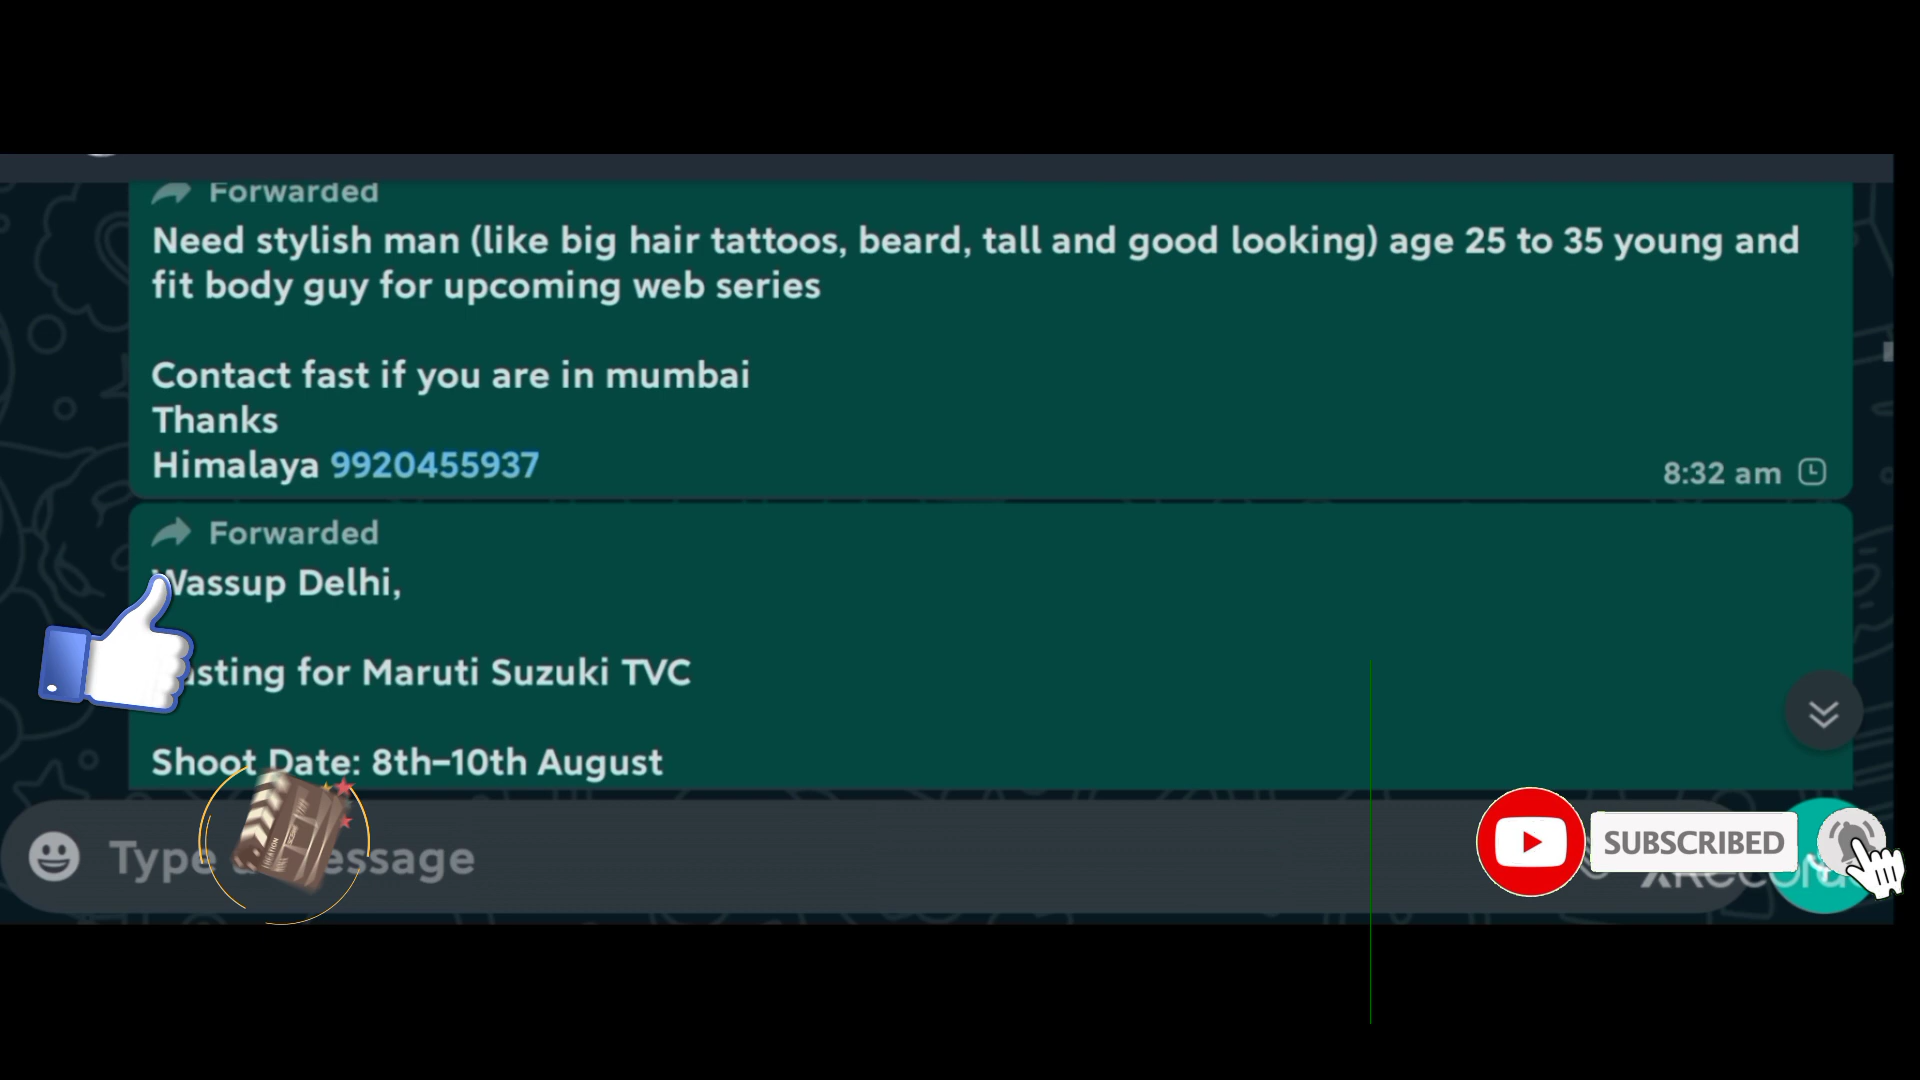 Forwarded
Need stylish man (like big hair tattoos, beard, tall and good looking) age 25 to 35 young and
fit body guy for upcoming web series
Contact fast if you are in mumbai
Thanks
Himalaya 9920455937
8:32 am
Forwarded
Wassup Delhi,
asting for Maruti Suzuki TVC
Shoot Date: 8th–10th August
Type a message
SUBSCRIBED